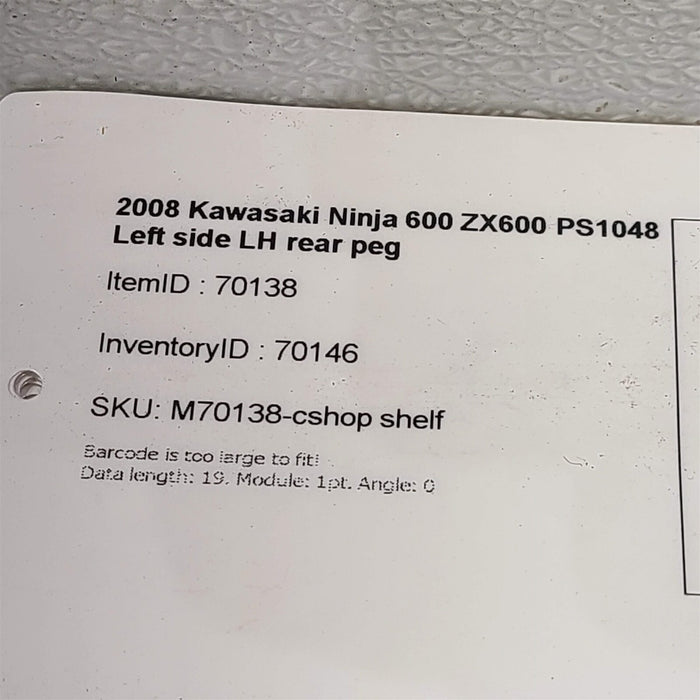 2008 Kawasaki Ninja 600 ZX600 PS1048
Left side LH rear peg
ItemID : 70138
InventoryID : 70146
SKU: M70138-cshop shelf
Barcode is too large to fit!
Data length: 19. Module: 1pt. Angle: 0